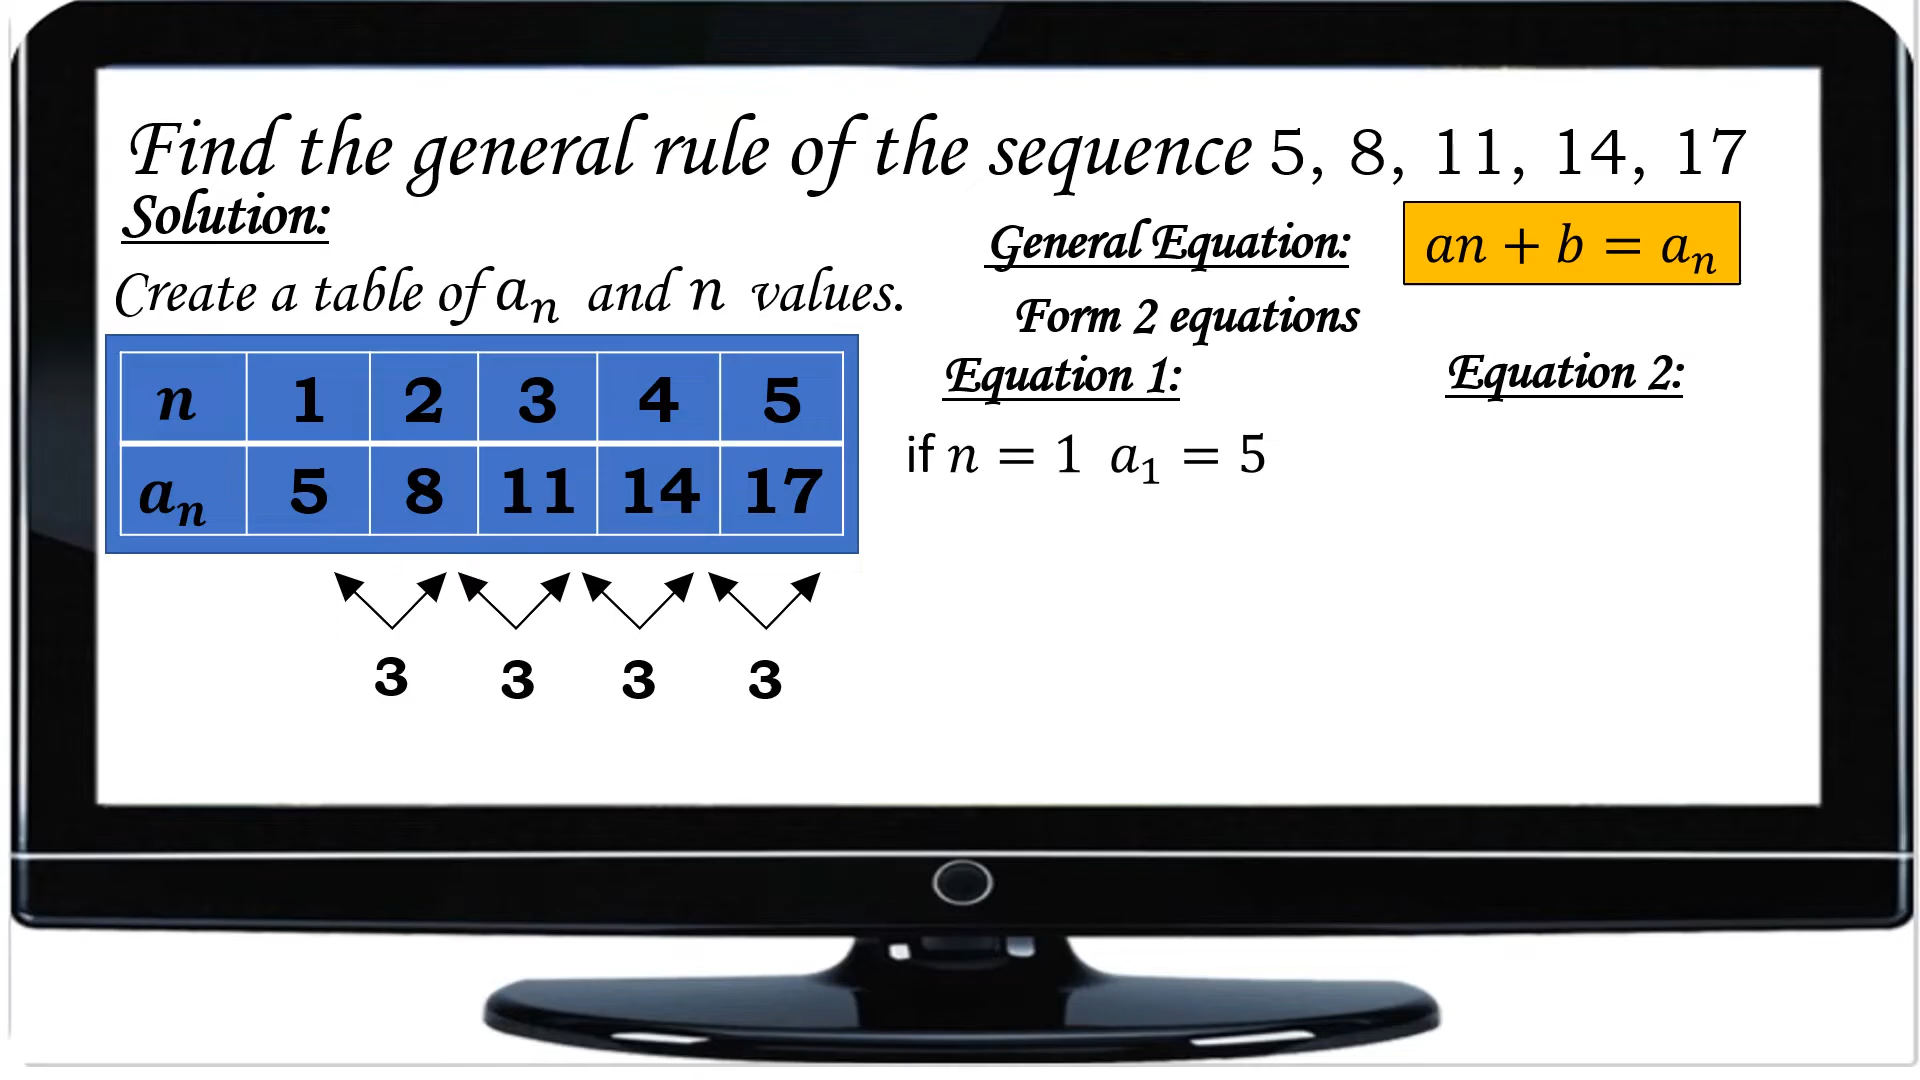 Find the general rule of the sequence 5, 8, 11, 14, 17
Solution:
General Equation: an + b = aₙ
Create a table of aₙ and n values.
Form 2 equations
Equation 1: Equation 2:
n 1 2 3 4 5
if n = 1 a₁ = 5
aₙ 5 8 11 14 17
3 3 3 3